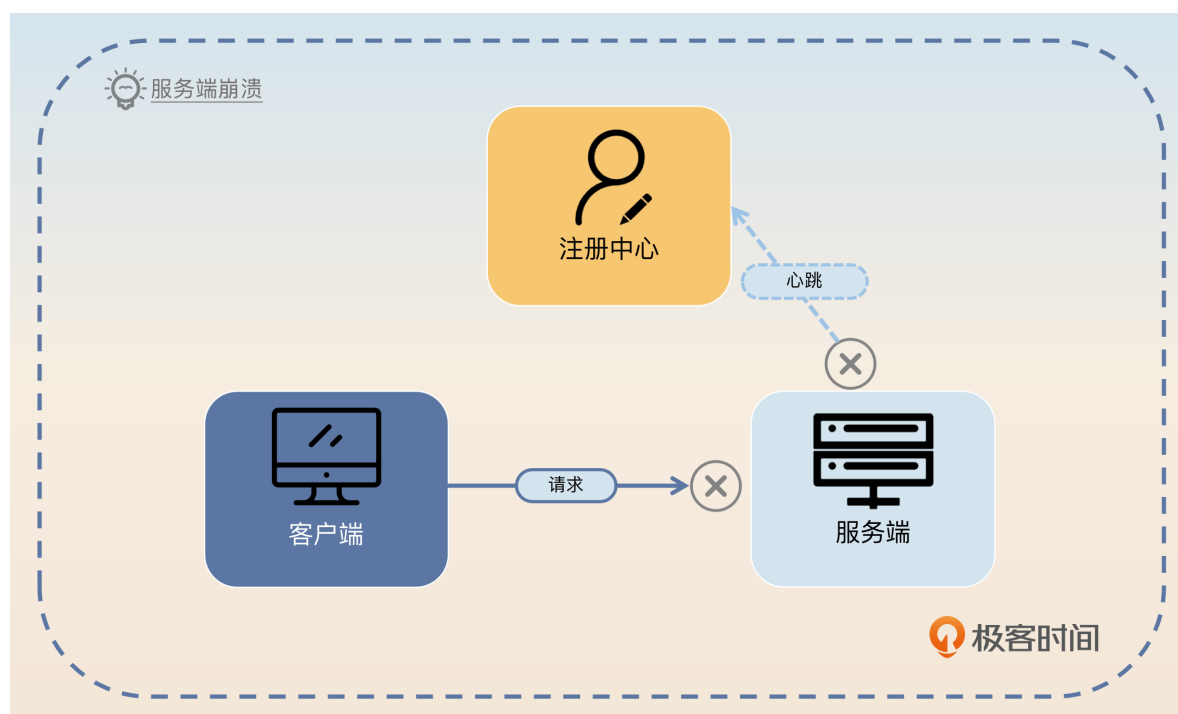 服务端崩溃
注册中心
心跳
请求
客户端
服务端
极客时间